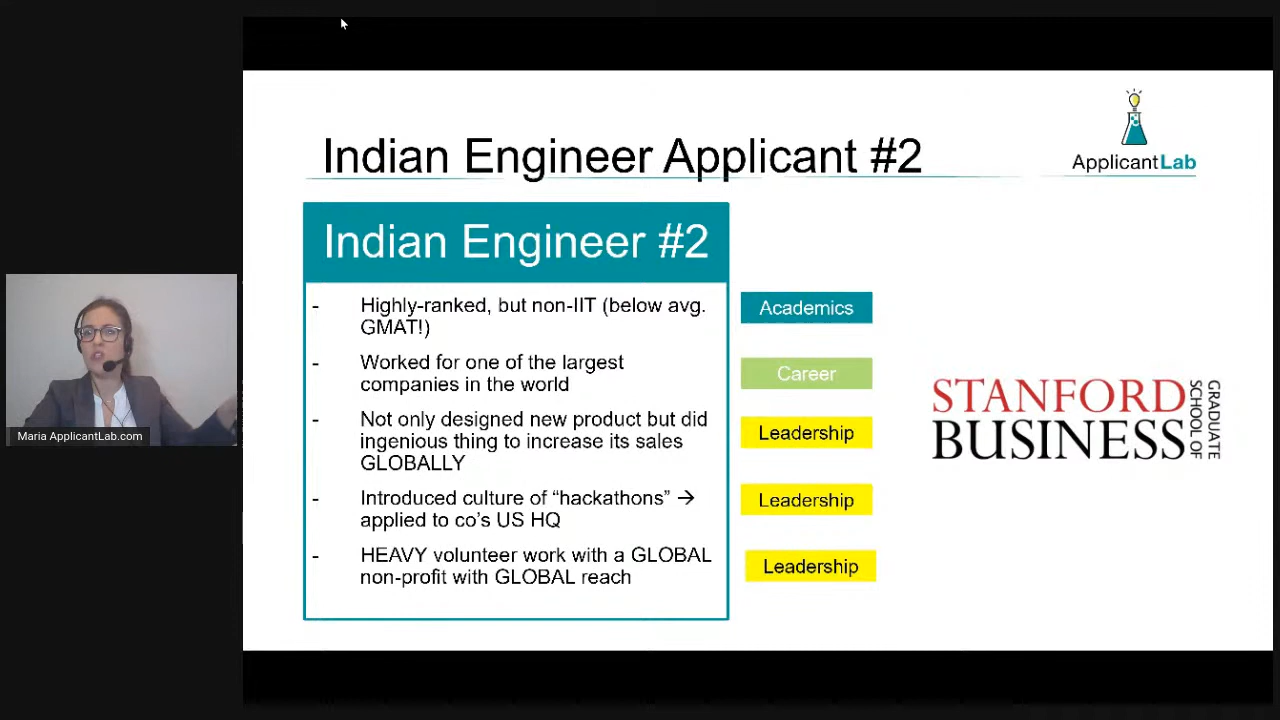 Indian Engineer Applicant #2
ApplicantLab
Indian Engineer #2
- Highly-ranked, but non-IIT (below avg.
GMAT!)
Academics
- Worked for one of the largest
companies in the world
Career
- Not only designed new product but did
ingenious thing to increase its sales
GLOBALLY
Leadership
- Introduced culture of “hackathons” →
applied to co’s US HQ
Leadership
- HEAVY volunteer work with a GLOBAL
non-profit with GLOBAL reach
Leadership
STANFORD
BUSINESS
GRADUATE
SCHOOL OF
Maria ApplicantLab.com